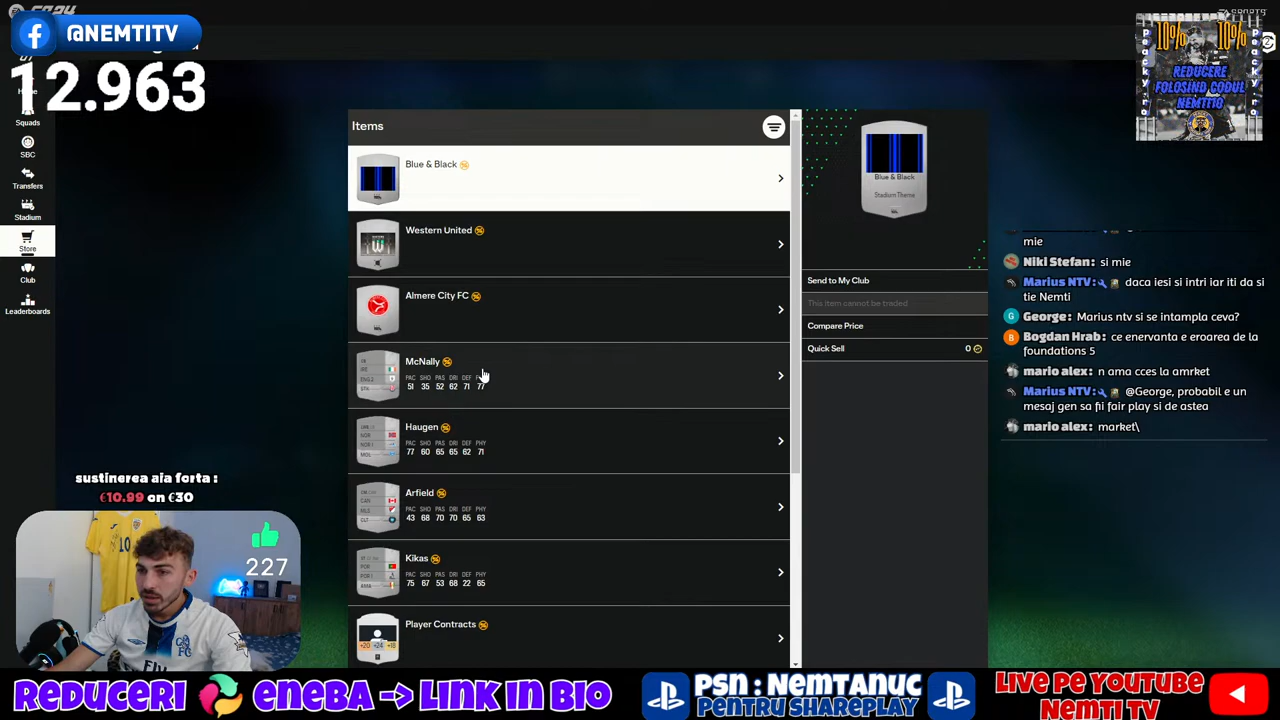 @NEMTITV
12.963
Squads
SBC
Transfers
Stadium
Store
Club
Leaderboards
Items
Blue & Black
Western United
Almere City FC
McNally
PAC SHO PAS DRI DEF
58 35 52 62 71 77
Haugen
PAC SHO PAS DRI DEF PHY
77 60 65 65 62 71
Arfield
PAC SHO PAS DRI DEF PHY
43 68 70 70 65 63
Kikas
PAC SHO PAS DRI DEF PHY
75 67 53 68 22 65
Player Contracts
+20 +24 +18
Blue & Black
Stadium Theme
Send to My Club
This item cannot be traded
Compare Price
Quick Sell 0
10% 10%
REDUCERE
FOLOSIND CODUL
NEMTI10
mie
Niki Stefan: si mie
Marius NTV: daca iesi si intri iar iti da si
tie Nemti
George: Marius ntv si se intampla ceva?
Bogdan Hrab: ce enervanta e eroarea de la
foundations 5
mario alex: n ama cces la amrket
Marius NTV: @George, probabil e un
mesaj gen sa fii fair play si de astea
mario alex: market\
sustinerea aia forta :
€10.99 on €30
227
REDUCERI ENEBA -> LINK IN BIO
PSN : NEMTANUC
PENTRU SHAREPLAY
LIVE PE YOUTUBE
NEMTI TV